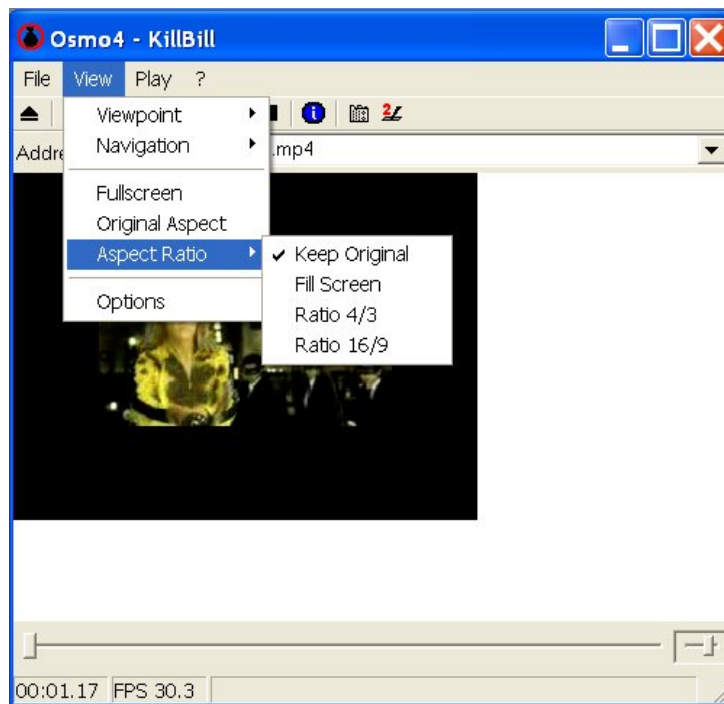 Osmo4 - KillBill
File View Play ?
Viewpoint
Navigation
.mp4
Fullscreen
Original Aspect
Aspect Ratio
Keep Original
Fill Screen
Ratio 4/3
Ratio 16/9
Options
00:01.17 FPS 30.3